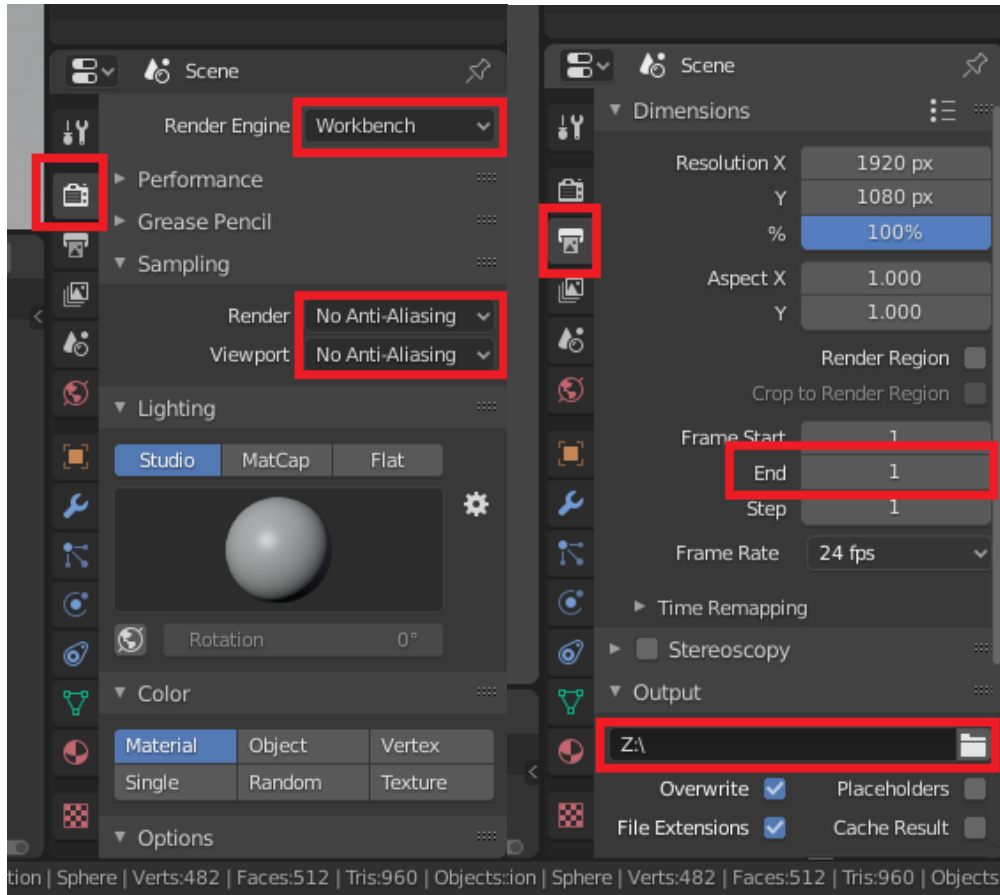 Scene
Render Engine Workbench
Performance
Grease Pencil
Sampling
Render No Anti-Aliasing
Viewport No Anti-Aliasing
Lighting
Studio MatCap Flat
Rotation 0°
Color
Material Object Vertex
Single Random Texture
Options
tion | Sphere | Verts:482 | Faces:512 | Tris:960 | Objects:
Scene
Dimensions
Resolution X 1920 px
Y 1080 px
% 100%
Aspect X 1.000
Y 1.000
Render Region
Crop to Render Region
Frame Start 1
End 1
Step 1
Frame Rate 24 fps
Time Remapping
Stereoscopy
Output
Z:\
Overwrite Placeholders
File Extensions Cache Result
:ion | Sphere | Verts:482 | Faces:512 | Tris:960 | Objects